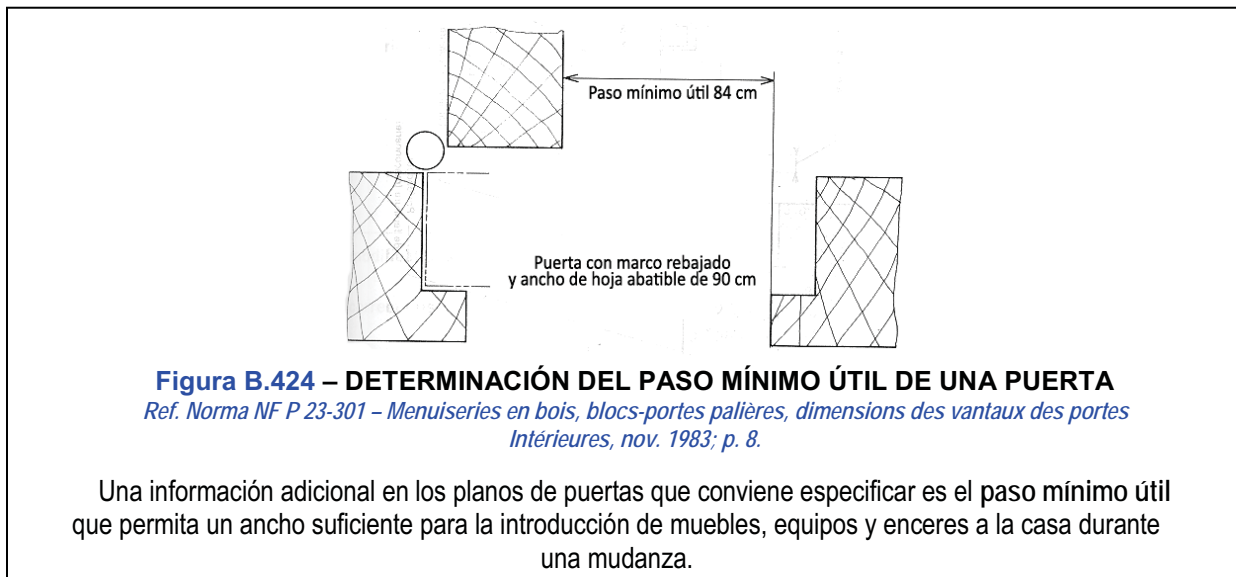 Paso mínimo útil 84 cm
Puerta con marco rebajado
y ancho de hoja abatible de 90 cm
Figura B.424 – DETERMINACIÓN DEL PASO MÍNIMO ÚTIL DE UNA PUERTA
Ref. Norma NF P 23-301 – Menuiseries en bois, blocs-portes palières, dimensions des vantaux des portes
Intérieures, nov. 1983; p. 8.
Una información adicional en los planos de puertas que conviene especificar es el paso mínimo útil
que permita un ancho suficiente para la introducción de muebles, equipos y enceres a la casa durante
una mudanza.